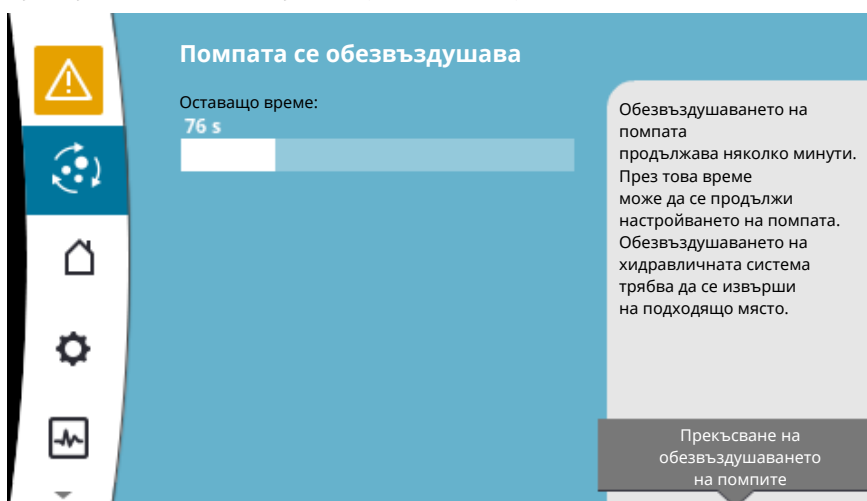 Помпата се обезвъздушава
Оставащо време:
76 s
Обезвъздушаването на
помпата
продължава няколко минути.
През това време
може да се продължи
настройването на помпата.
Обезвъздушаването на
хидравличната система
трябва да се извърши
на подходящо място.
Прекъсване на
обезвъздушаването
на помпите